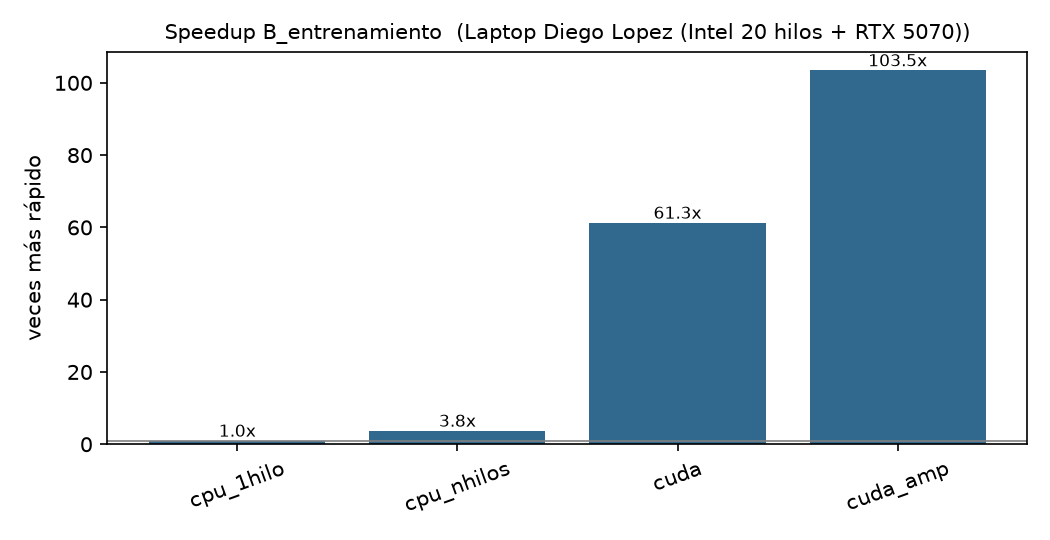 Speedup B_entrenamiento  (Laptop Diego Lopez (Intel 20 hilos + RTX 5070))
veces más rápido
100
80
60
40
20
0
1.0x
3.8x
61.3x
103.5x
cpu_1hilo
cpu_nhilos
cuda
cuda_amp